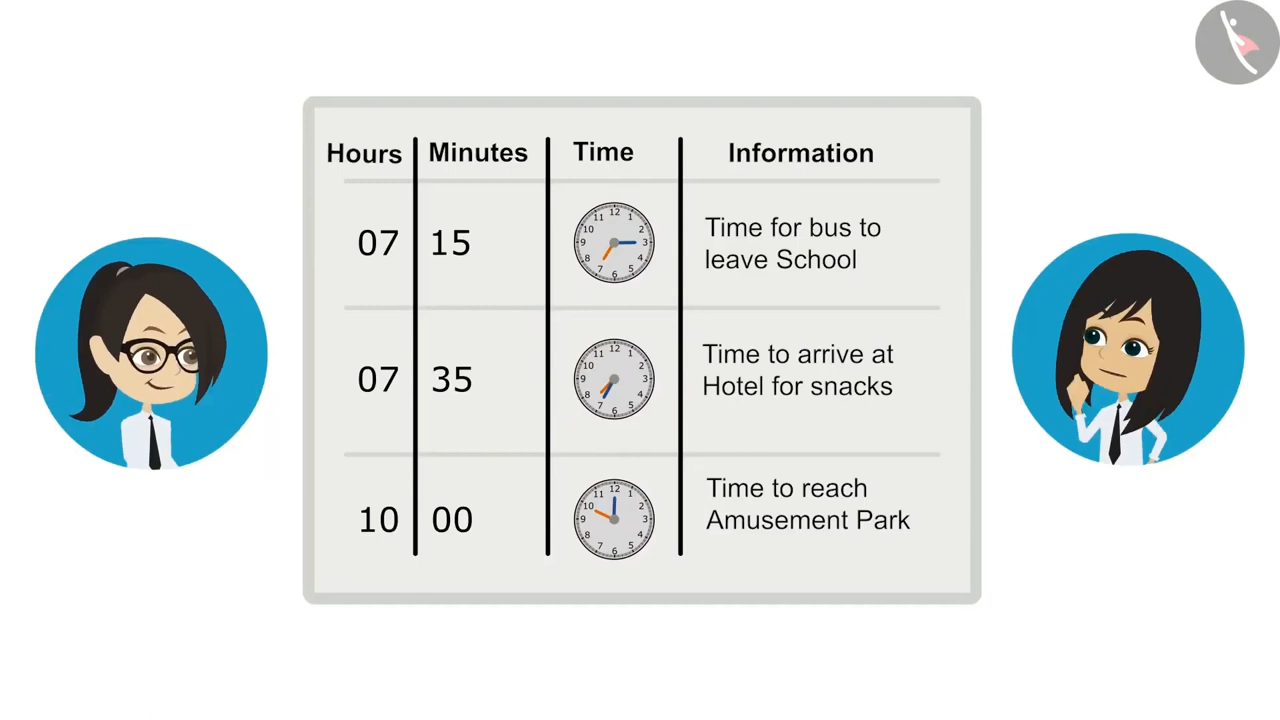 Hours Minutes Time Information
07 15 Time for bus to
leave School
07 35 Time to arrive at
Hotel for snacks
10 00 Time to reach
Amusement Park